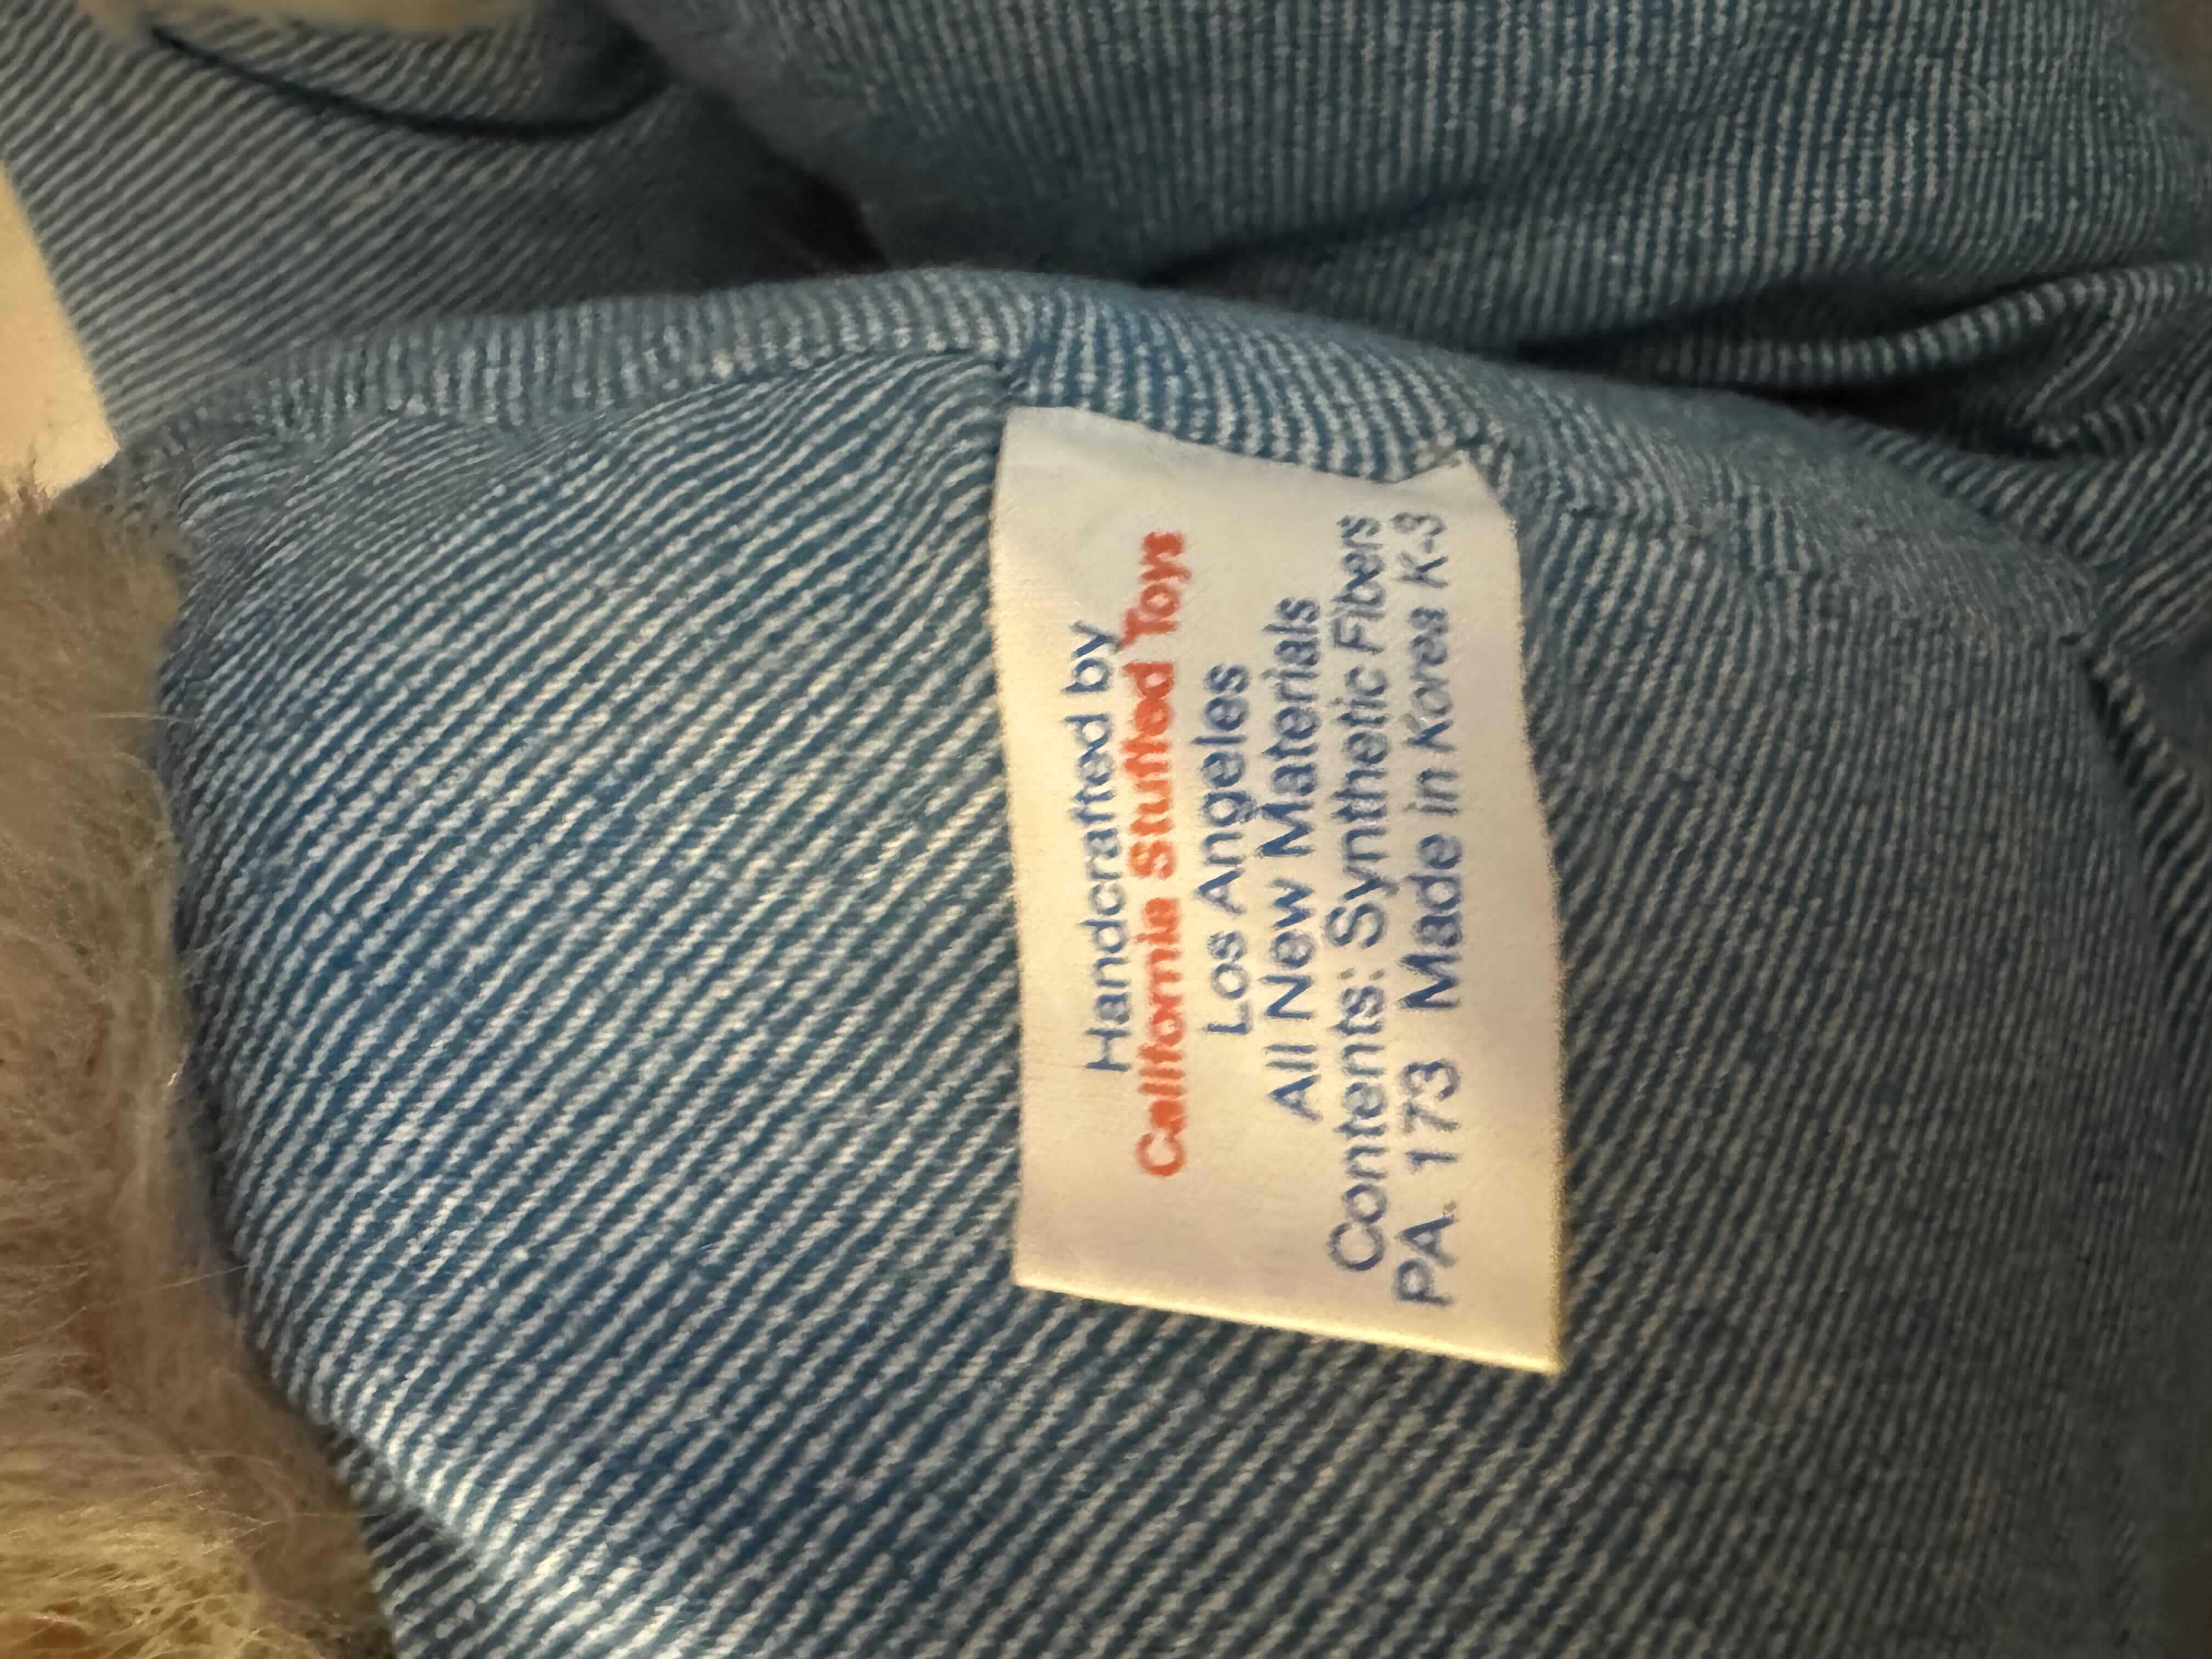 Handcrafted by
California Stuffed Toys
Los Angeles
All New Materials
Contents: Synthetic Fibers
PA. 173 Made in Korea K-3